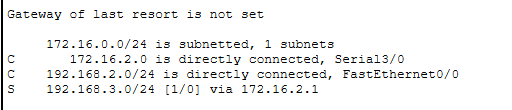 Gateway of last resort is not set
172.16.0.0/24 is subnetted, 1 subnets
C 172.16.2.0 is directly connected, Serial3/0
C 192.168.2.0/24 is directly connected, FastEthernet0/0
S 192.168.3.0/24 [1/0] via 172.16.2.1